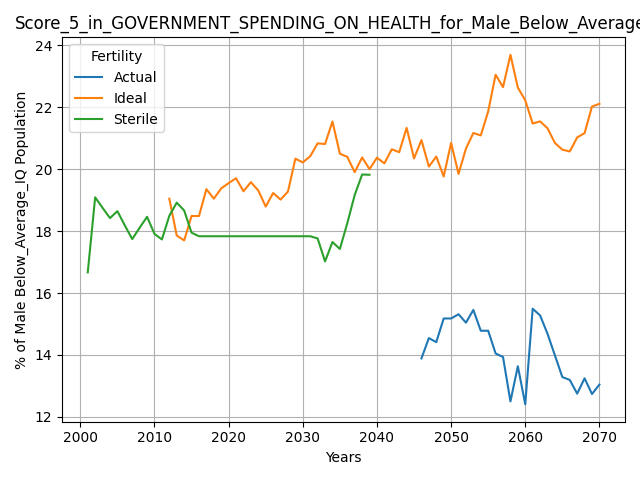 Score_5_in_GOVERNMENT_SPENDING_ON_HEALTH_for_Male_Below_Average
Fertility
Actual
Ideal
Sterile
% of Male Below_Average_IQ Population
24
22
20
18
16
14
12
2000 2010 2020 2030 2040 2050 2060 2070
Years